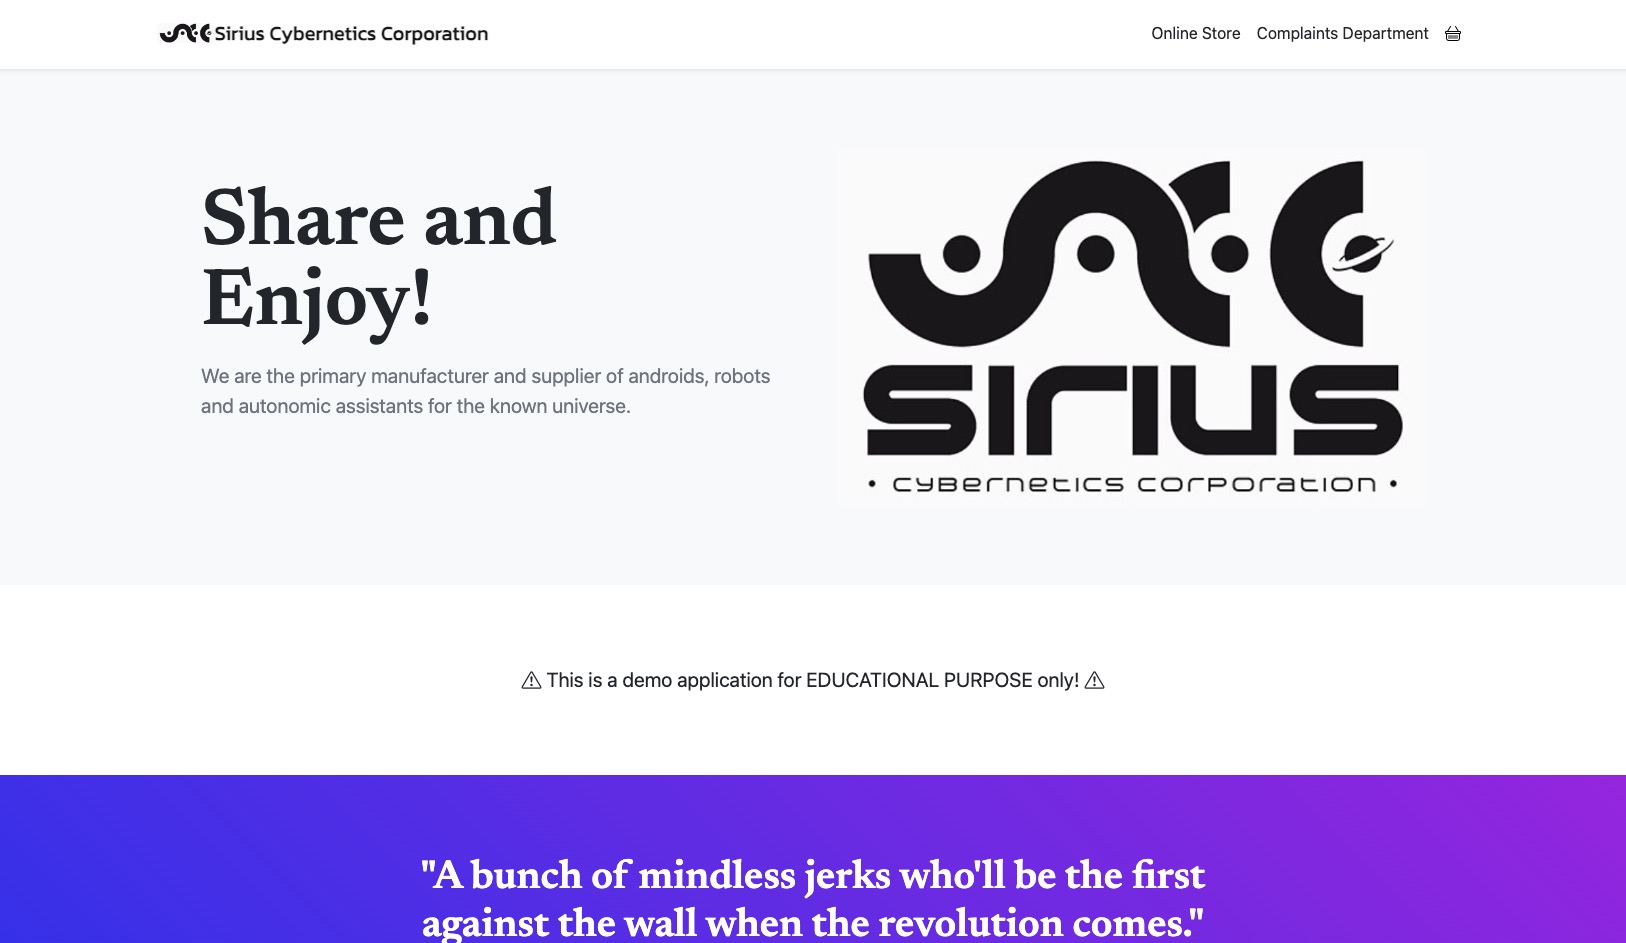 Sirius Cybernetics Corporation
Online Store
Complaints Department
Share and
Enjoy!
We are the primary manufacturer and supplier of androids, robots
and autonomic assistants for the known universe.
sirius
• cybernetics corporation •
⚠ This is a demo application for EDUCATIONAL PURPOSE only! ⚠
"A bunch of mindless jerks who'll be the first
against the wall when the revolution comes."